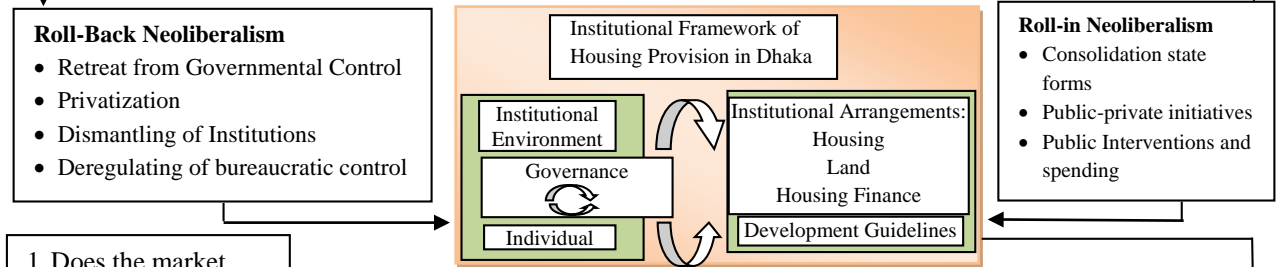 Roll-Back Neoliberalism
• Retreat from Governmental Control
• Privatization
• Dismantling of Institutions
• Deregulating of bureaucratic control
Institutional Framework of
Housing Provision in Dhaka
Institutional
Environment
Governance
Individual
Institutional Arrangements:
Housing
Land
Housing Finance
Development Guidelines
Roll-in Neoliberalism
• Consolidation state
forms
• Public-private initiatives
• Public Interventions and
spending
1. Does the market